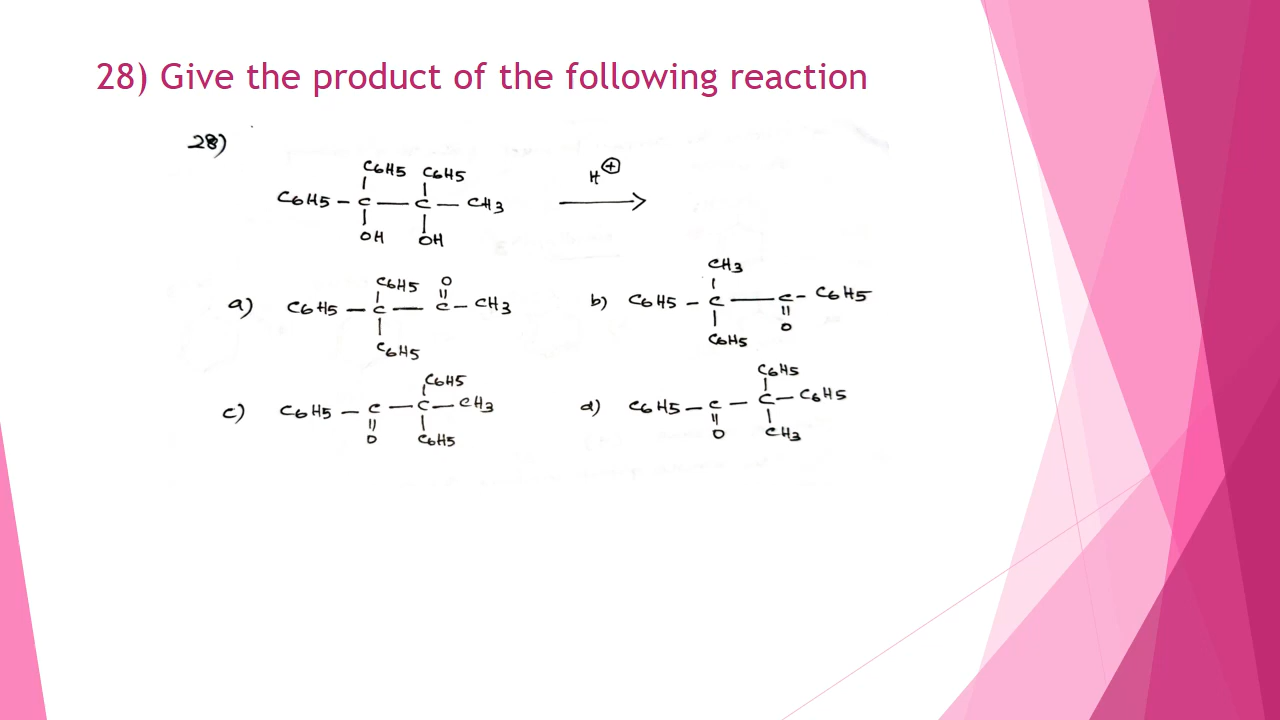 28) Give the product of the following reaction
28)
C6H5 C6H5
C6H5 - C — C — CH3
OH OH
H⊕
a)
C6H5 O
C6H5 — C — C — CH3
C6H5
b)
CH3
C6H5 - C — C - C6H5
O
C6H5
c)
C6H5
C6H5 — C — C — CH3
O C6H5
d)
C6H5
C6H5 — C — C — C6H5
O CH3